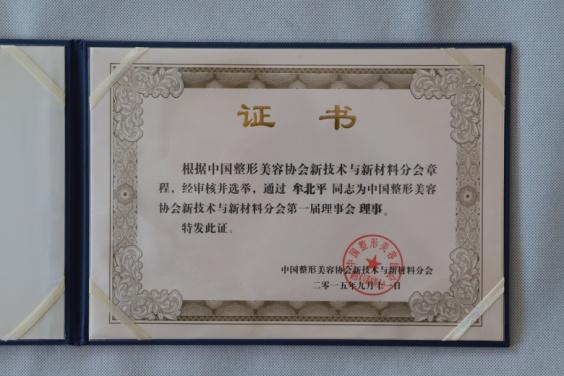 证书
根据中国整形美容协会新技术与新材料分会章
程，经审核并选举，通过 牟北平 同志为中国整形美容
协会新技术与新材料分会第一届理事会 理事。
特发此证。
中国整形美容协会新技术与新材料分会
二零一五年九月十一日